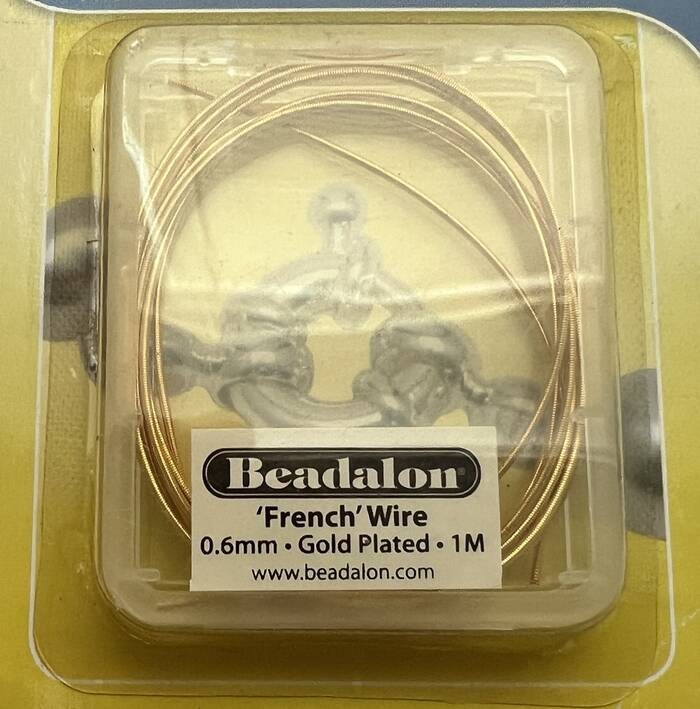 Beadalon
'French' Wire
0.6mm • Gold Plated • 1M
www.beadalon.com